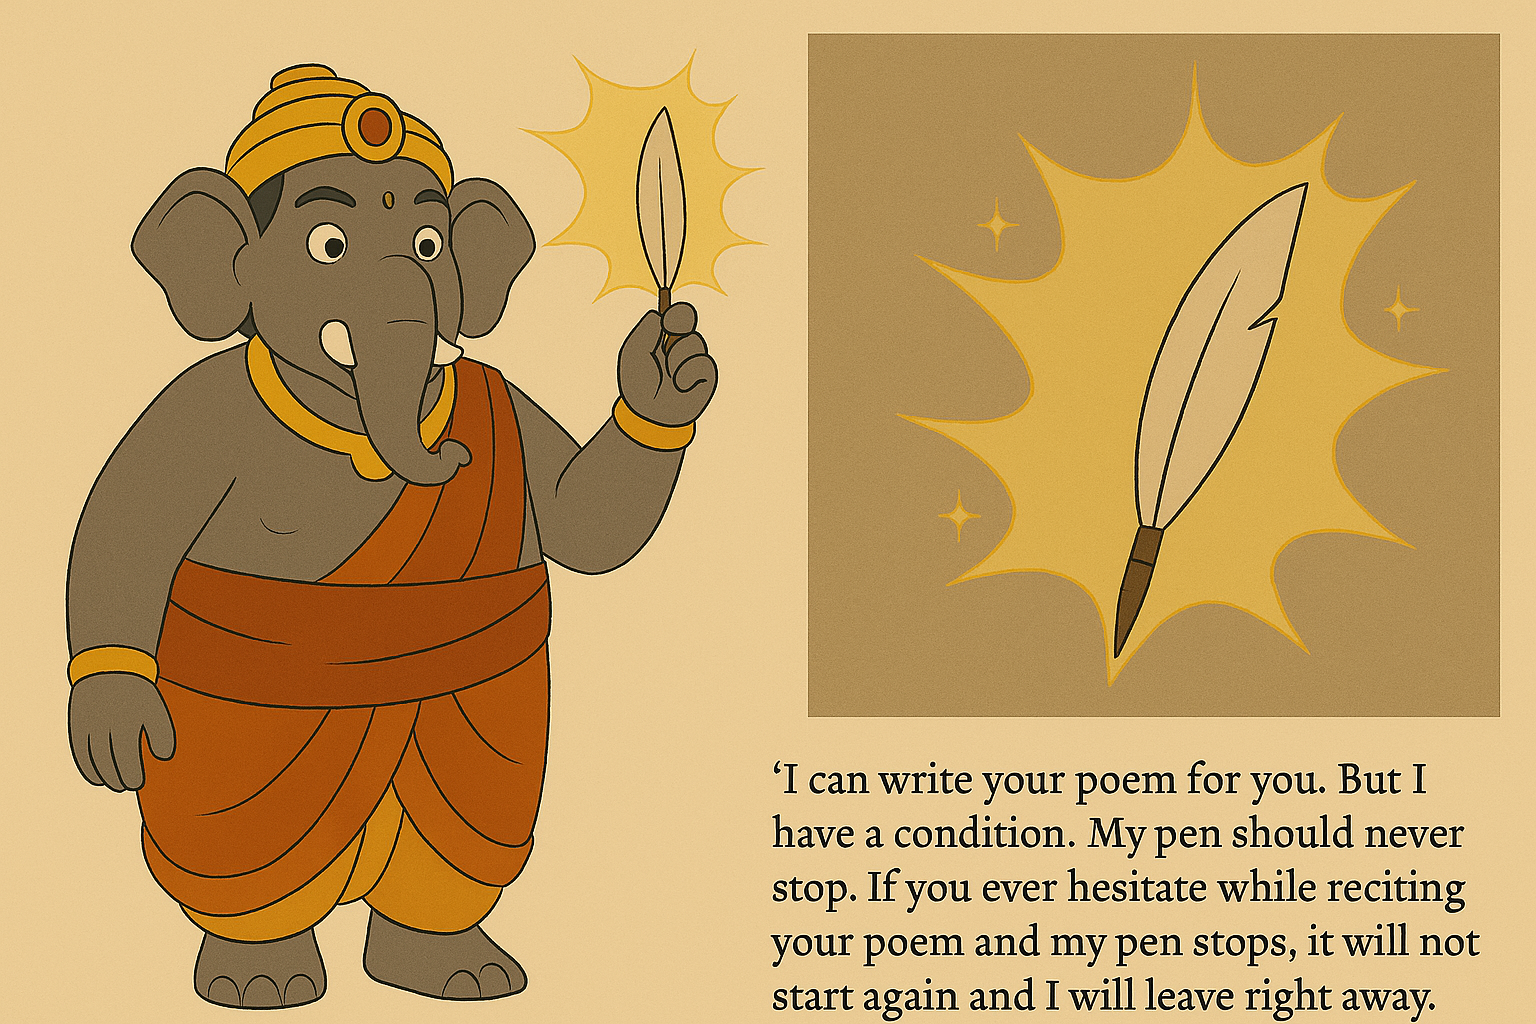 ‘I can write your poem for you. But I
have a condition. My pen should never
stop. If you ever hesitate while reciting
your poem and my pen stops, it will not
start again and I will leave right away.